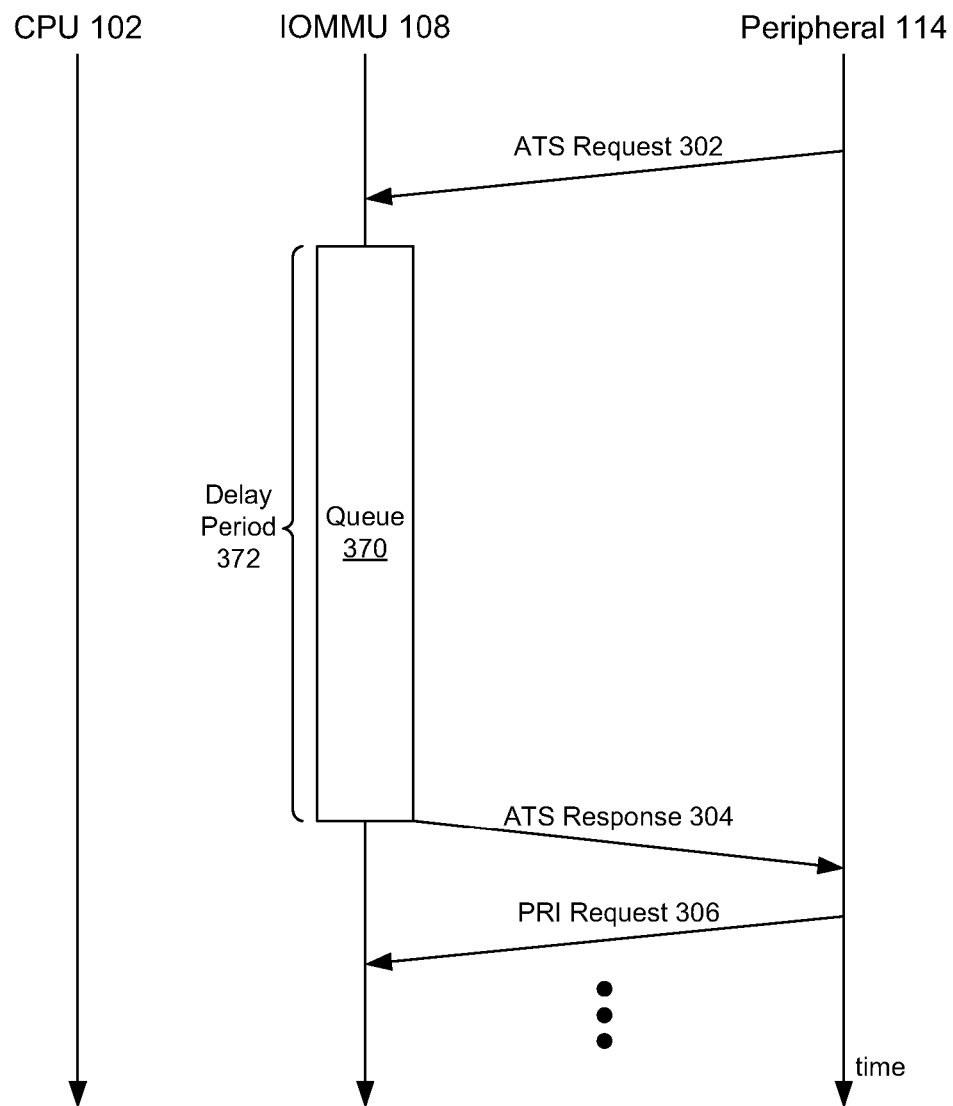 CPU 102
IOMMU 108
Peripheral 114
ATS Request 302
Delay
Period
372
Queue
370
ATS Response 304
PRI Request 306
time